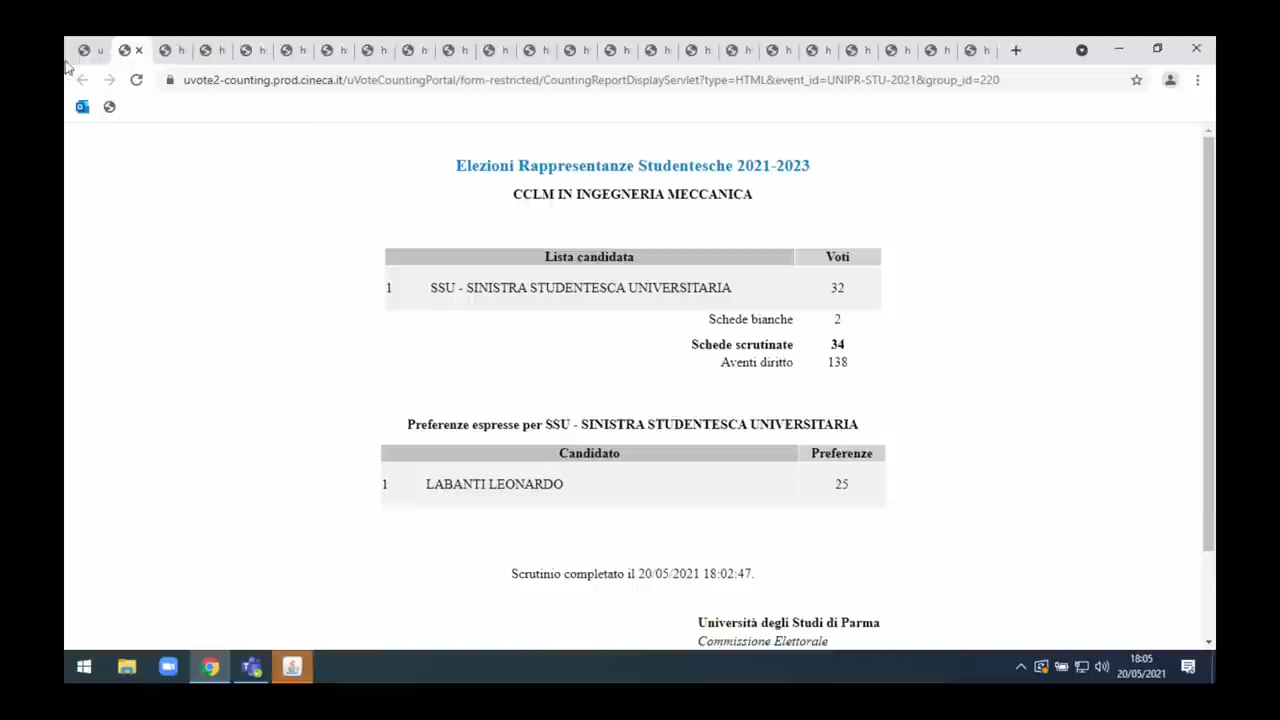 u
h h h h h h h h h h h h h h h h h h h h h
uvote2-counting.prod.cineca.it/uVoteCountingPortal/form-restricted/CountingReportDisplayServlet?type=HTML&event_id=UNIPR-STU-2021&group_id=220
Elezioni Rappresentanze Studentesche 2021-2023
CCLM IN INGEGNERIA MECCANICA
Lista candidata Voti
1 SSU - SINISTRA STUDENTESCA UNIVERSITARIA 32
Schede bianche 2
Schede scrutinate 34
Aventi diritto 138
Preferenze espresse per SSU - SINISTRA STUDENTESCA UNIVERSITARIA
Candidato Preferenze
1 LABANTI LEONARDO 25
Scrutinio completato il 20/05/2021 18:02:47.
Università degli Studi di Parma
Commissione Elettorale
18:05
20/05/2021